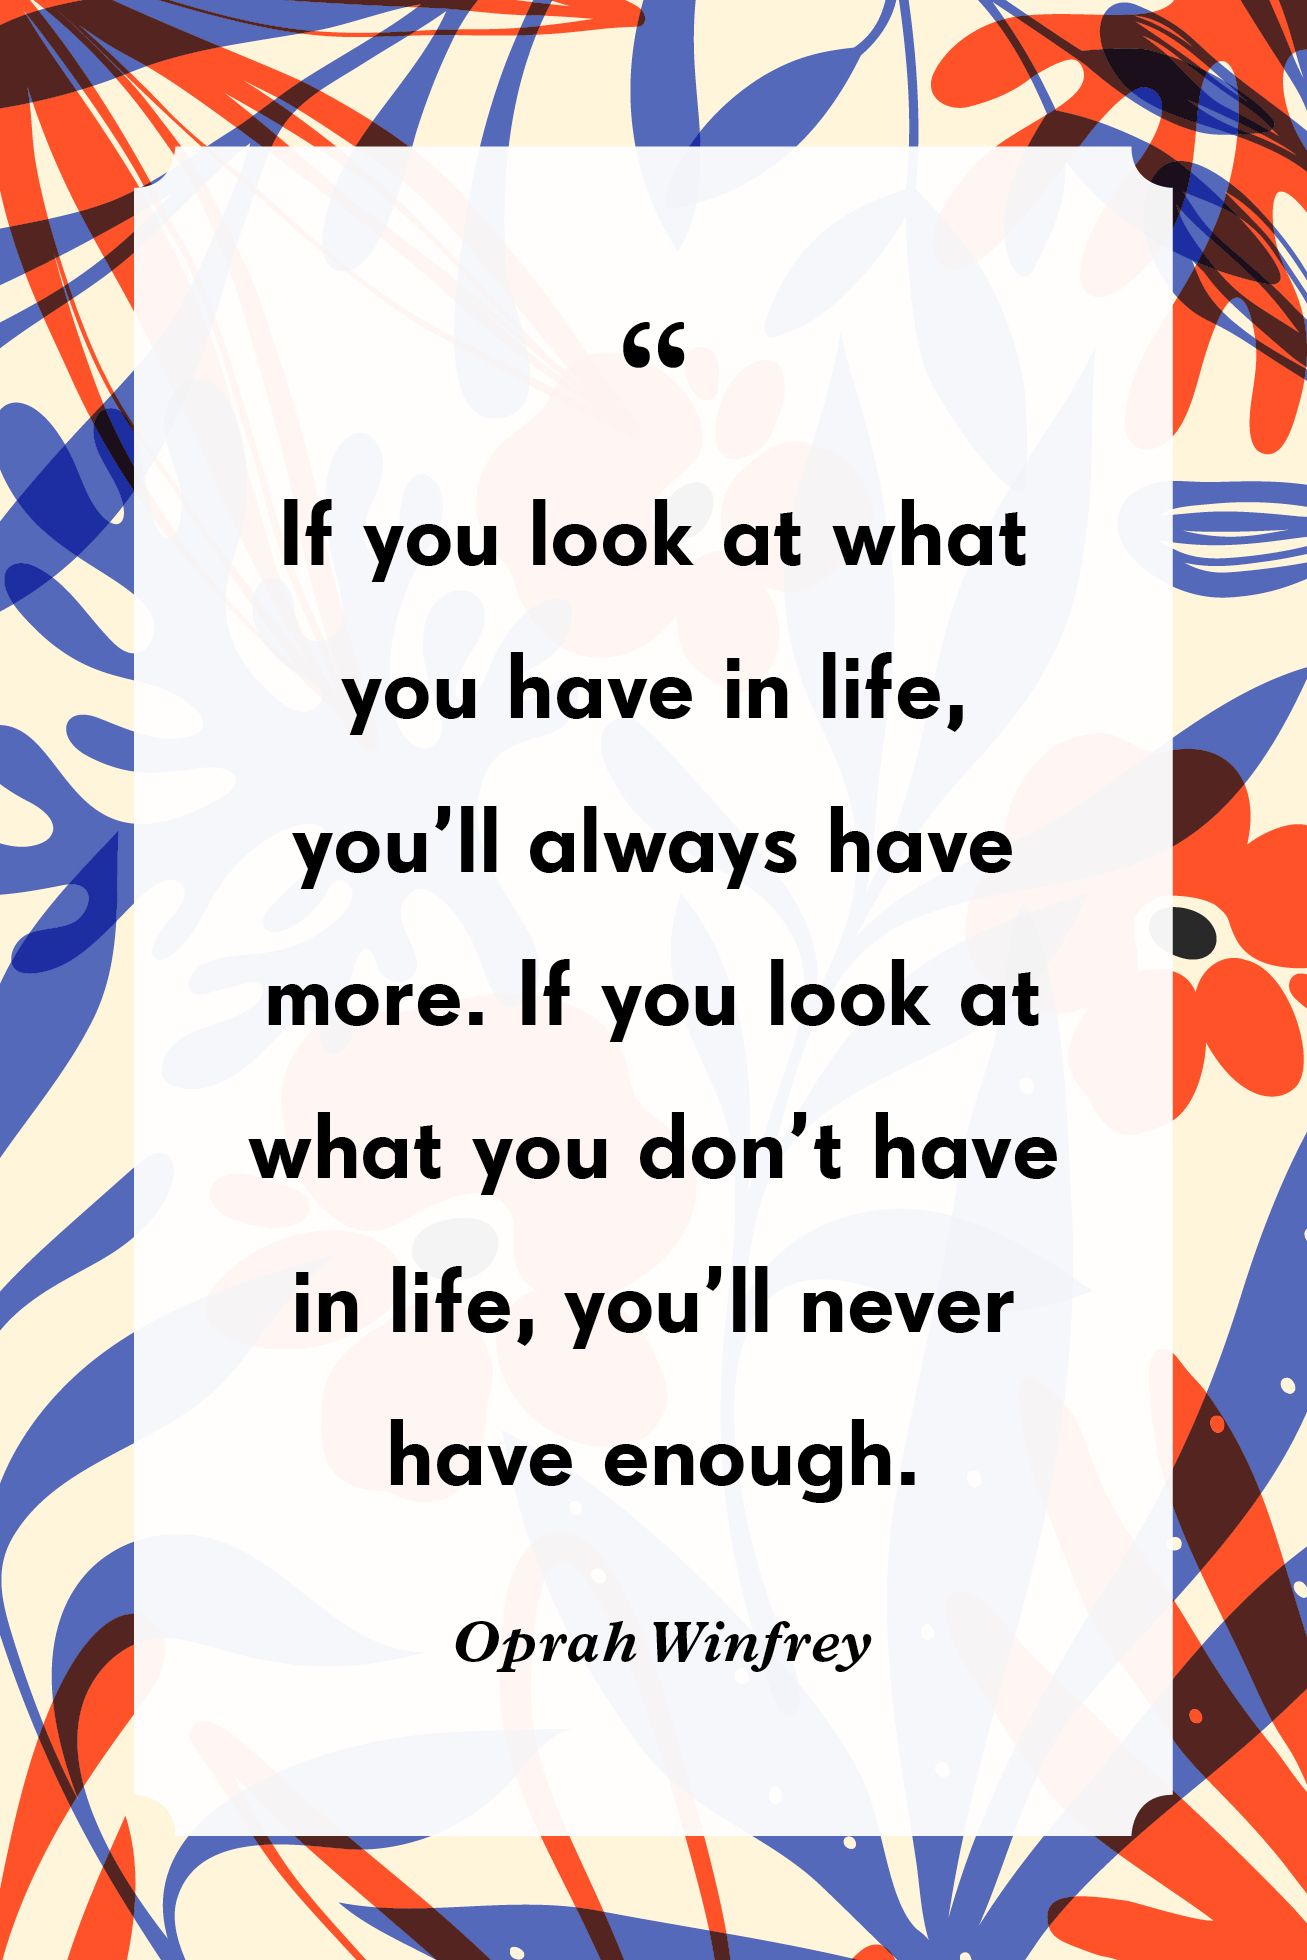 “
If you look at what
you have in life,
you’ll always have
more. If you look at
what you don’t have
in life, you’ll never
have enough.
Oprah Winfrey